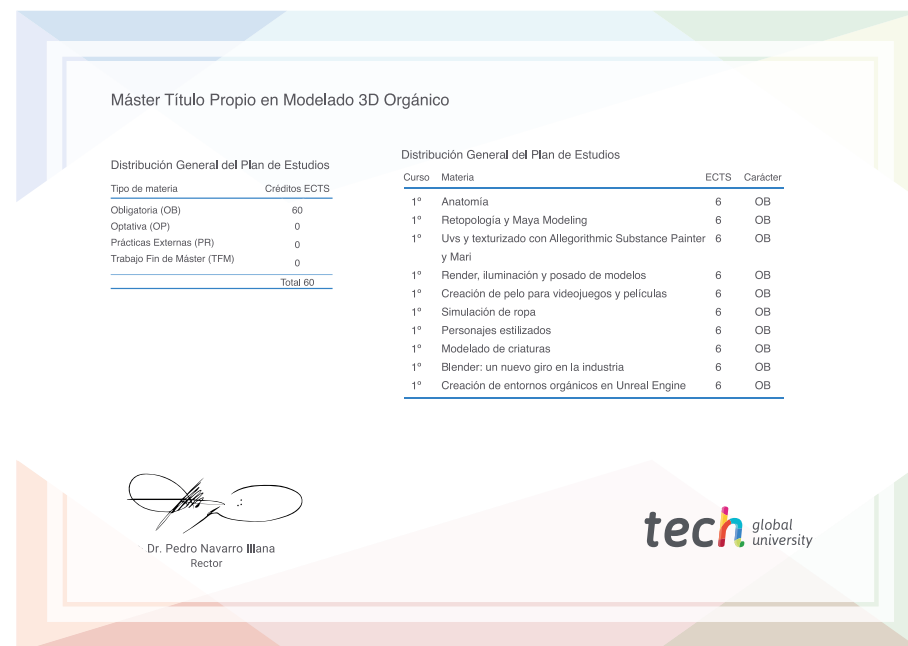 Máster Título Propio en Modelado 3D Orgánico
Distribución General del Plan de Estudios
Tipo de materia Créditos ECTS
Obligatoria (OB) 60
Optativa (OP) 0
Prácticas Externas (PR) 0
Trabajo Fin de Máster (TFM) 0
Total 60
Distribución General del Plan de Estudios
Curso Materia ECTS Carácter
1º Anatomía 6 OB
1º Retopología y Maya Modeling 6 OB
1º Uvs y texturizado con Allegorithmic Substance Painter 6 OB
y Mari
1º Render, iluminación y posado de modelos 6 OB
1º Creación de pelo para videojuegos y películas 6 OB
1º Simulación de ropa 6 OB
1º Personajes estilizados 6 OB
1º Modelado de criaturas 6 OB
1º Blender: un nuevo giro en la industria 6 OB
1º Creación de entornos orgánicos en Unreal Engine 6 OB
Dr. Pedro Navarro Illana
Rector
tech global
university